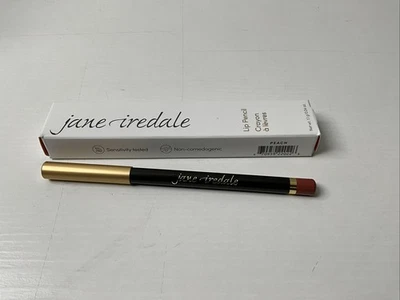 jane iredale
Lip Pencil
Crayon
à lèvres
Sensitivity tested
Non-comedogenic
PEACH
jane iredale